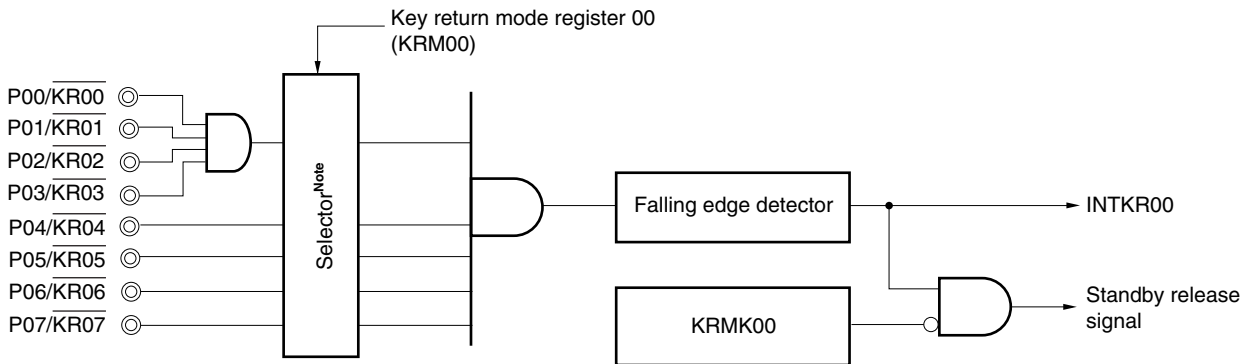 Key return mode register 00
(KRM00)
P00/KR00
P01/KR01
P02/KR02
P03/KR03
P04/KR04
P05/KR05
P06/KR06
P07/KR07
SelectorNote
Falling edge detector
INTKR00
KRMK00
Standby release
signal